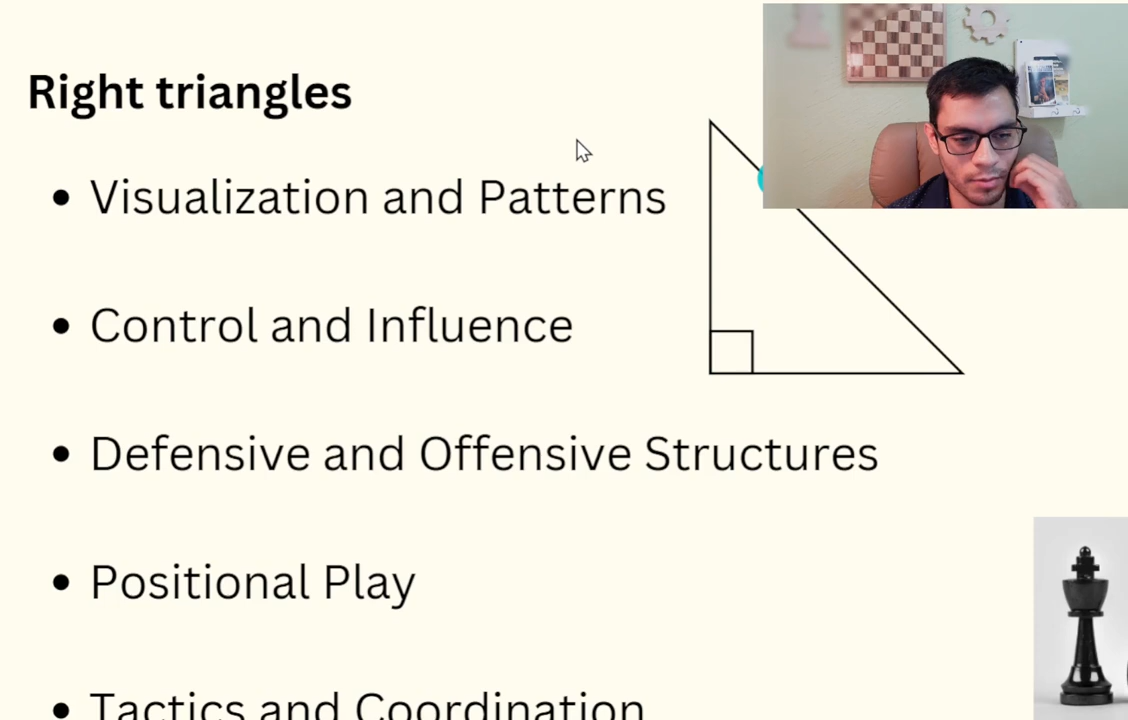 Right triangles
• Visualization and Patterns
• Control and Influence
• Defensive and Offensive Structures
• Positional Play
• Tactics and Coordination